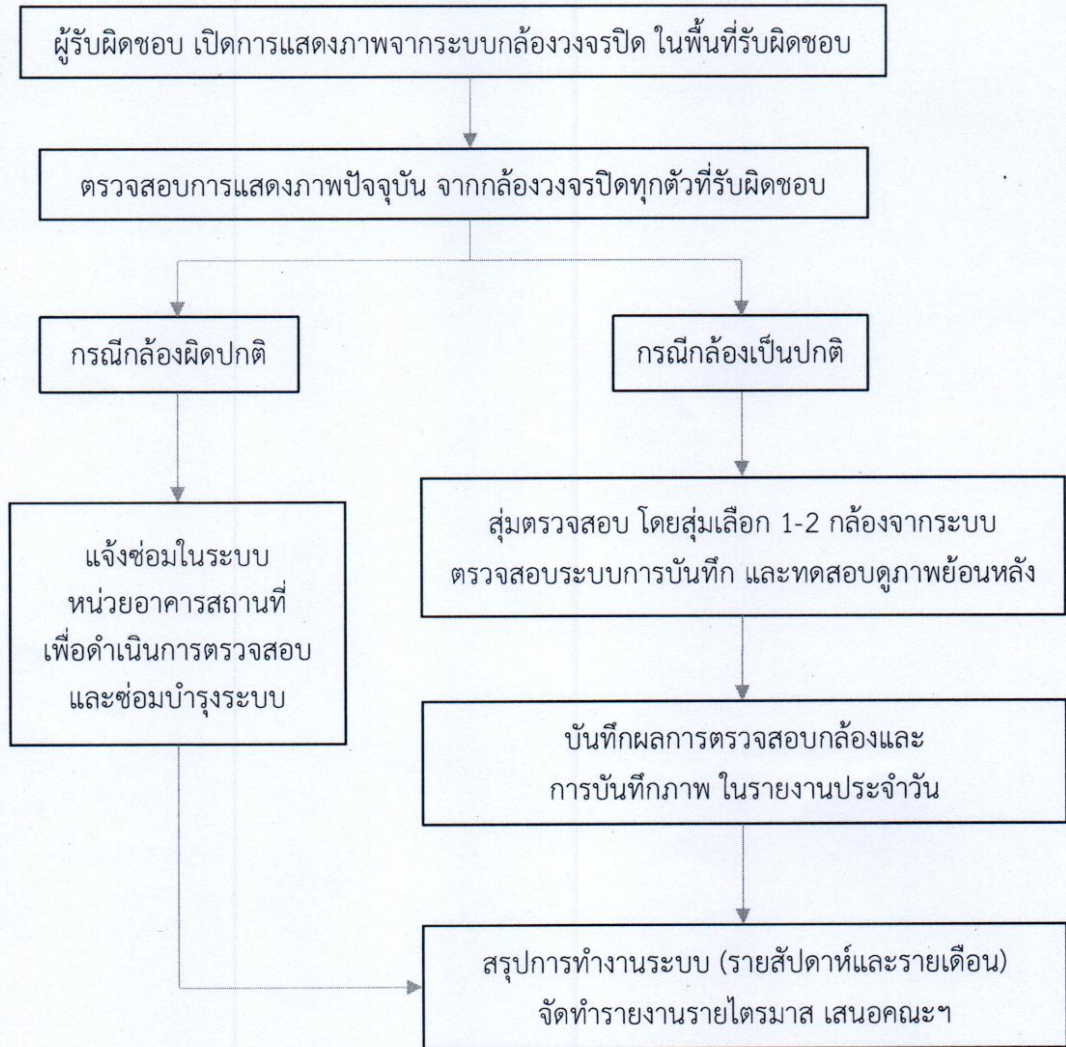 ผู้รับผิดชอบ เปิดการแสดงภาพจากระบบกล้องวงจรปิด ในพื้นที่รับผิดชอบ
ตรวจสอบการแสดงภาพปัจจุบัน จากกล้องวงจรปิดทุกตัวที่รับผิดชอบ
กรณีกล้องผิดปกติ
กรณีกล้องเป็นปกติ
แจ้งซ่อมในระบบ
หน่วยอาคารสถานที่
เพื่อดำเนินการตรวจสอบ
และซ่อมบำรุงระบบ
สุ่มตรวจสอบ โดยสุ่มเลือก 1-2 กล้องจากระบบ
ตรวจสอบระบบการบันทึก และทดสอบดูภาพย้อนหลัง
บันทึกผลการตรวจสอบกล้องและ
การบันทึกภาพ ในรายงานประจำวัน
สรุปการทำงานระบบ (รายสัปดาห์และรายเดือน)
จัดทำรายงานรายไตรมาส เสนอคณะฯ